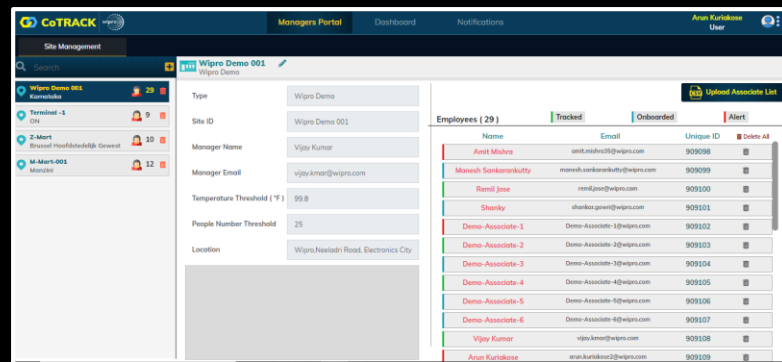 CoTRACK wipro
Managers Portal
Dashboard
Notifications
Arun Kuriakose
User
Site Management
Search
Wipro Demo 001
Karnataka
29
Terminal -1
ON
9
Z-Mart
Brussel Hoofdstedelijk Gewest
10
M-Mart-001
Manzini
12
Wipro Demo 001
Wipro Demo
Type
Wipro Demo
Site ID
Wipro Demo 001
Manager Name
Vijay Kumar
Manager Email
vijay.kmar@wipro.com
Temperature Threshold ( °F )
99.8
People Number Threshold
25
Location
Wipro,Neeladri Road, Electronics City
CSV Upload Associate List
Employees ( 29 )
Tracked
Onboarded
Alert
Name Email Unique ID Delete All
Amit Mishra amit.mishra35@wipro.com 909098
Manesh Sankarankutty manesh.sankarankutty@wipro.com 909099
Remil Jose remil.jose@wipro.com 909100
Shanky shankar.gowri@wipro.com 909101
Demo-Associate-1 Demo-Associate-1@wipro.com 909102
Demo-Associate-2 Demo-Associate-2@wipro.com 909103
Demo-Associate-3 Demo-Associate-3@wipro.com 909104
Demo-Associate-4 Demo-Associate-4@wipro.com 909105
Demo-Associate-5 Demo-Associate-5@wipro.com 909106
Demo-Associate-6 Demo-Associate-6@wipro.com 909107
Vijay Kumar vijay.kmar@wipro.com 909108
Arun Kuriakose arun.kuriakose2@wipro.com 909109